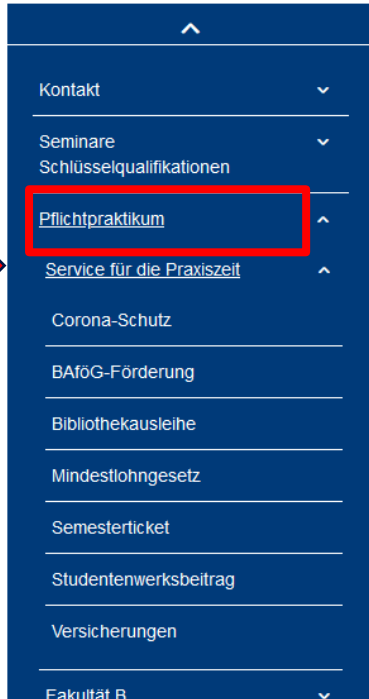 Kontakt
Seminare
Schlüsselqualifikationen
Pflichtpraktikum
Service für die Praxiszeit
Corona-Schutz
BAföG-Förderung
Bibliothekausleihe
Mindestlohngesetz
Semesterticket
Studentenwerksbeitrag
Versicherungen
Fakultät B